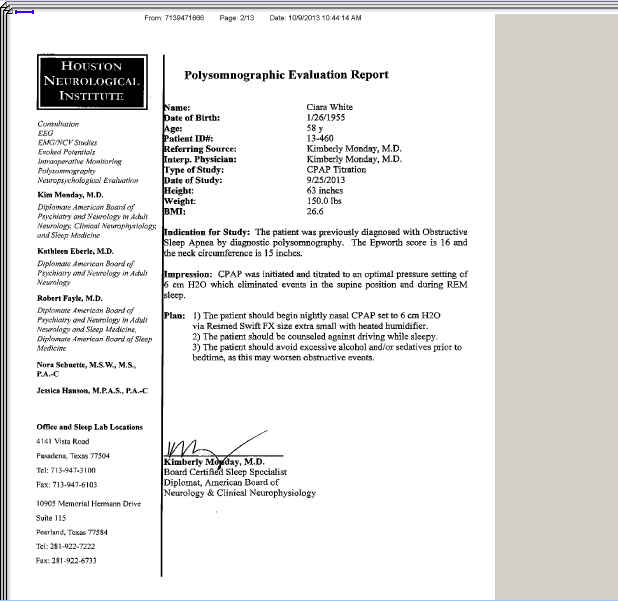 From: 7139471666 Page: 2/13 Date: 10/9/2013 10:44:14 AM
HOUSTON
NEUROLOGICAL
INSTITUTE
Consultation
EEG
EMG/NCV Studies
Evoked Potentials
Intraoperative Monitoring
Polysomnography
Neuropsychological Evaluation
Kim Monday, M.D.
Diplomate American Board of
Psychiatry and Neurology in Adult
Neurology, Clinical Neurophysiology
and Sleep Medicine
Kathleen Eberle, M.D.
Diplomate American Board of
Psychiatry and Neurology in Adult
Neurology
Robert Fayle, M.D.
Diplomate American Board of
Psychiatry and Neurology in Adult
Neurology and Sleep Medicine,
Diplomate American Board of Sleep
Medicine
Nora Schuette, M.S.W., M.S.,
P.A.-C
Jessica Hanson, M.P.A.S., P.A.-C
Office and Sleep Lab Locations
4141 Vista Road
Pasadena, Texas 77504
Tel: 713-947-3100
Fax: 713-947-6103
10905 Memorial Hermann Drive
Suite 115
Pearland, Texas 77584
Tel: 281-922-7222
Fax: 281-922-6733
Polysomnographic Evaluation Report
Name: Ciara White
Date of Birth: 1/26/1955
Age: 58 y
Patient ID#: 13-460
Referring Source: Kimberly Monday, M.D.
Interp. Physician: Kimberly Monday, M.D.
Type of Study: CPAP Titration
Date of Study: 9/25/2013
Height: 63 inches
Weight: 150.0 lbs
BMI: 26.6
Indication for Study: The patient was previously diagnosed with Obstructive
Sleep Apnea by diagnostic polysomnography. The Epworth score is 16 and
the neck circumference is 15 inches.
Impression: CPAP was initiated and titrated to an optimal pressure setting of
6 cm H2O which eliminated events in the supine position and during REM
sleep.
Plan: 1) The patient should begin nightly nasal CPAP set to 6 cm H2O
via Resmed Swift FX size extra small with heated humidifier.
2) The patient should be counseled against driving while sleepy.
3) The patient should avoid excessive alcohol and/or sedatives prior to
bedtime, as this may worsen obstructive events.
Kimberly Monday, M.D.
Board Certified Sleep Specialist
Diplomat, American Board of
Neurology & Clinical Neurophysiology